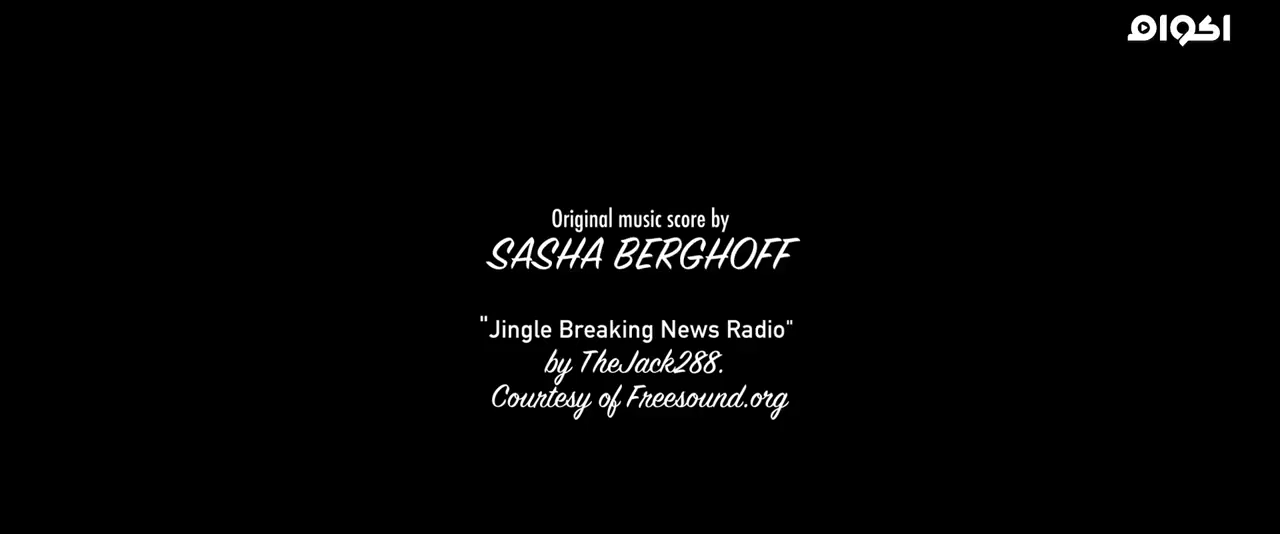 اكوام
Original music score by
SASHA BERGHOFF
"Jingle Breaking News Radio"
by TheJack288.
Courtesy of Freesound.org